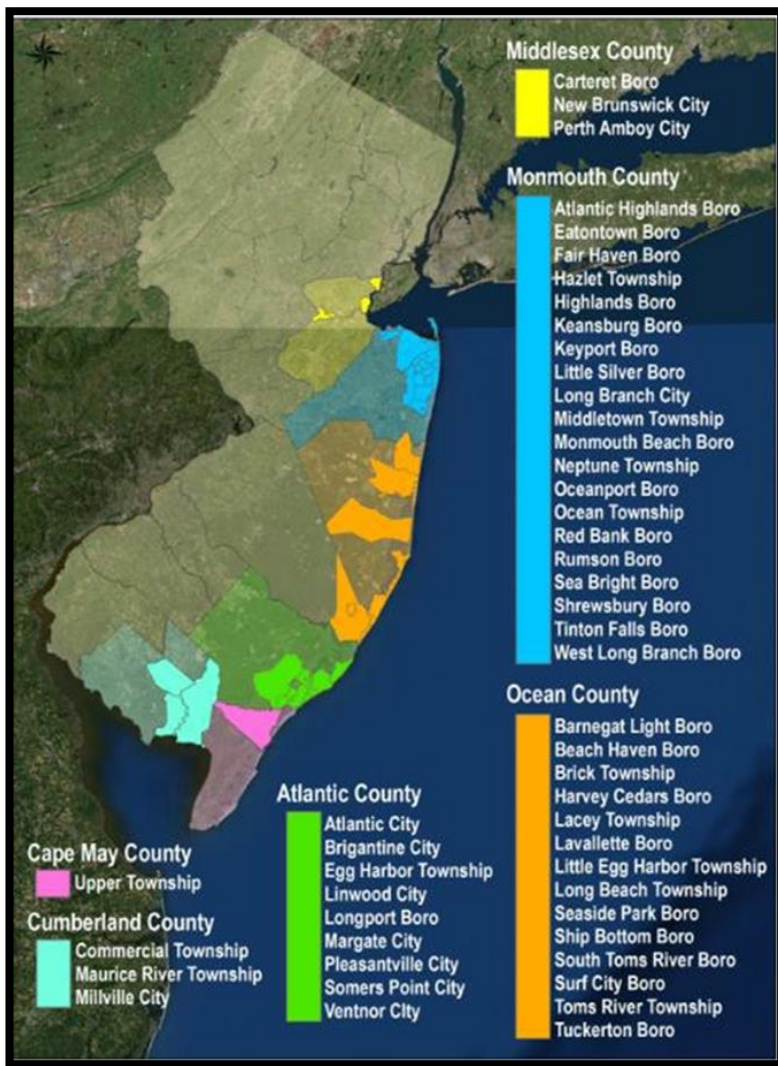 Middlesex County
Carteret Boro
New Brunswick City
Perth Amboy City
Monmouth County
Atlantic Highlands Boro
Eatontown Boro
Fair Haven Boro
Hazlet Township
Highlands Boro
Keansburg Boro
Keyport Boro
Little Silver Boro
Long Branch City
Middletown Township
Monmouth Beach Boro
Neptune Township
Oceanport Boro
Ocean Township
Red Bank Boro
Rumson Boro
Sea Bright Boro
Shrewsbury Boro
Tinton Falls Boro
West Long Branch Boro
Ocean County
Barnegat Light Boro
Beach Haven Boro
Brick Township
Harvey Cedars Boro
Lacey Township
Lavallette Boro
Little Egg Harbor Township
Long Beach Township
Seaside Park Boro
Ship Bottom Boro
South Toms River Boro
Surf City Boro
Toms River Township
Tuckerton Boro
Atlantic County
Atlantic City
Brigantine City
Egg Harbor Township
Linwood City
Longport Boro
Margate City
Pleasantville City
Somers Point City
Ventnor CIty
Cape May County
Upper Township
Cumberland County
Commercial Township
Maurice River Township
Millville City